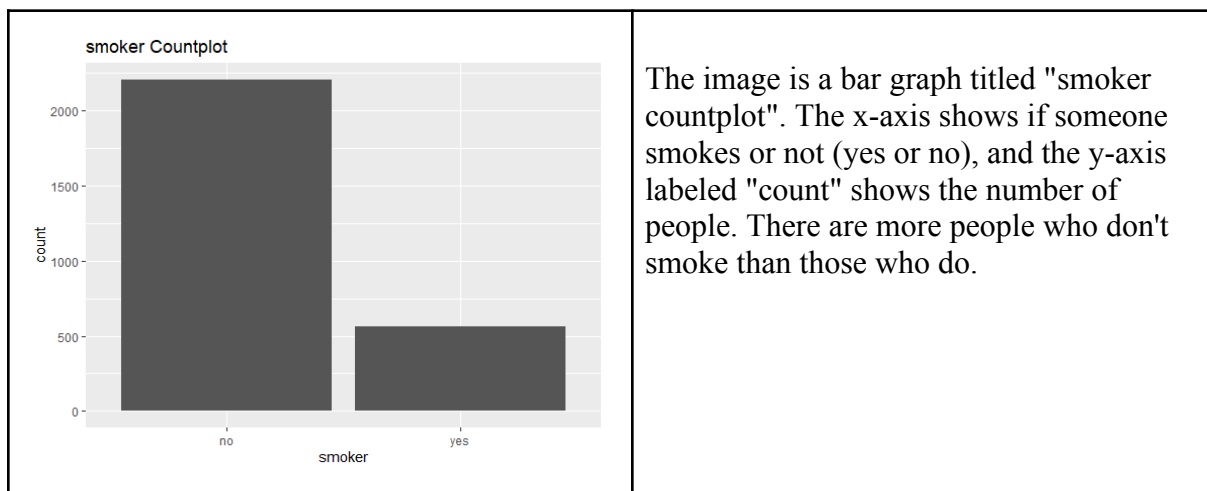 smoker Countplot
2000
1500
1000
500
0
count
no
yes
smoker
The image is a bar graph titled "smoker
countplot". The x-axis shows if someone
smokes or not (yes or no), and the y-axis
labeled "count" shows the number of
people. There are more people who don't
smoke than those who do.